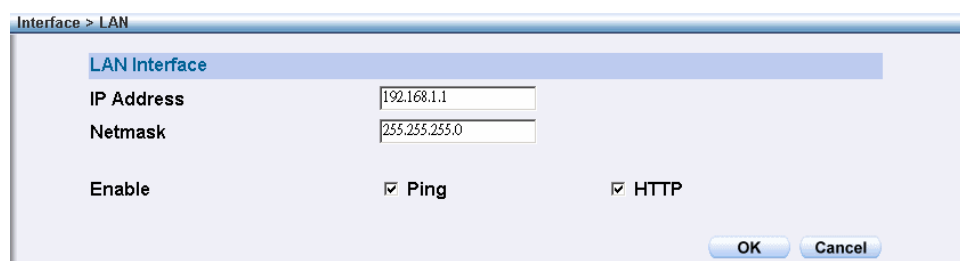 Interface > LAN
LAN Interface
IP Address 192.168.1.1
Netmask 255.255.255.0
Enable Ping HTTP
OK Cancel